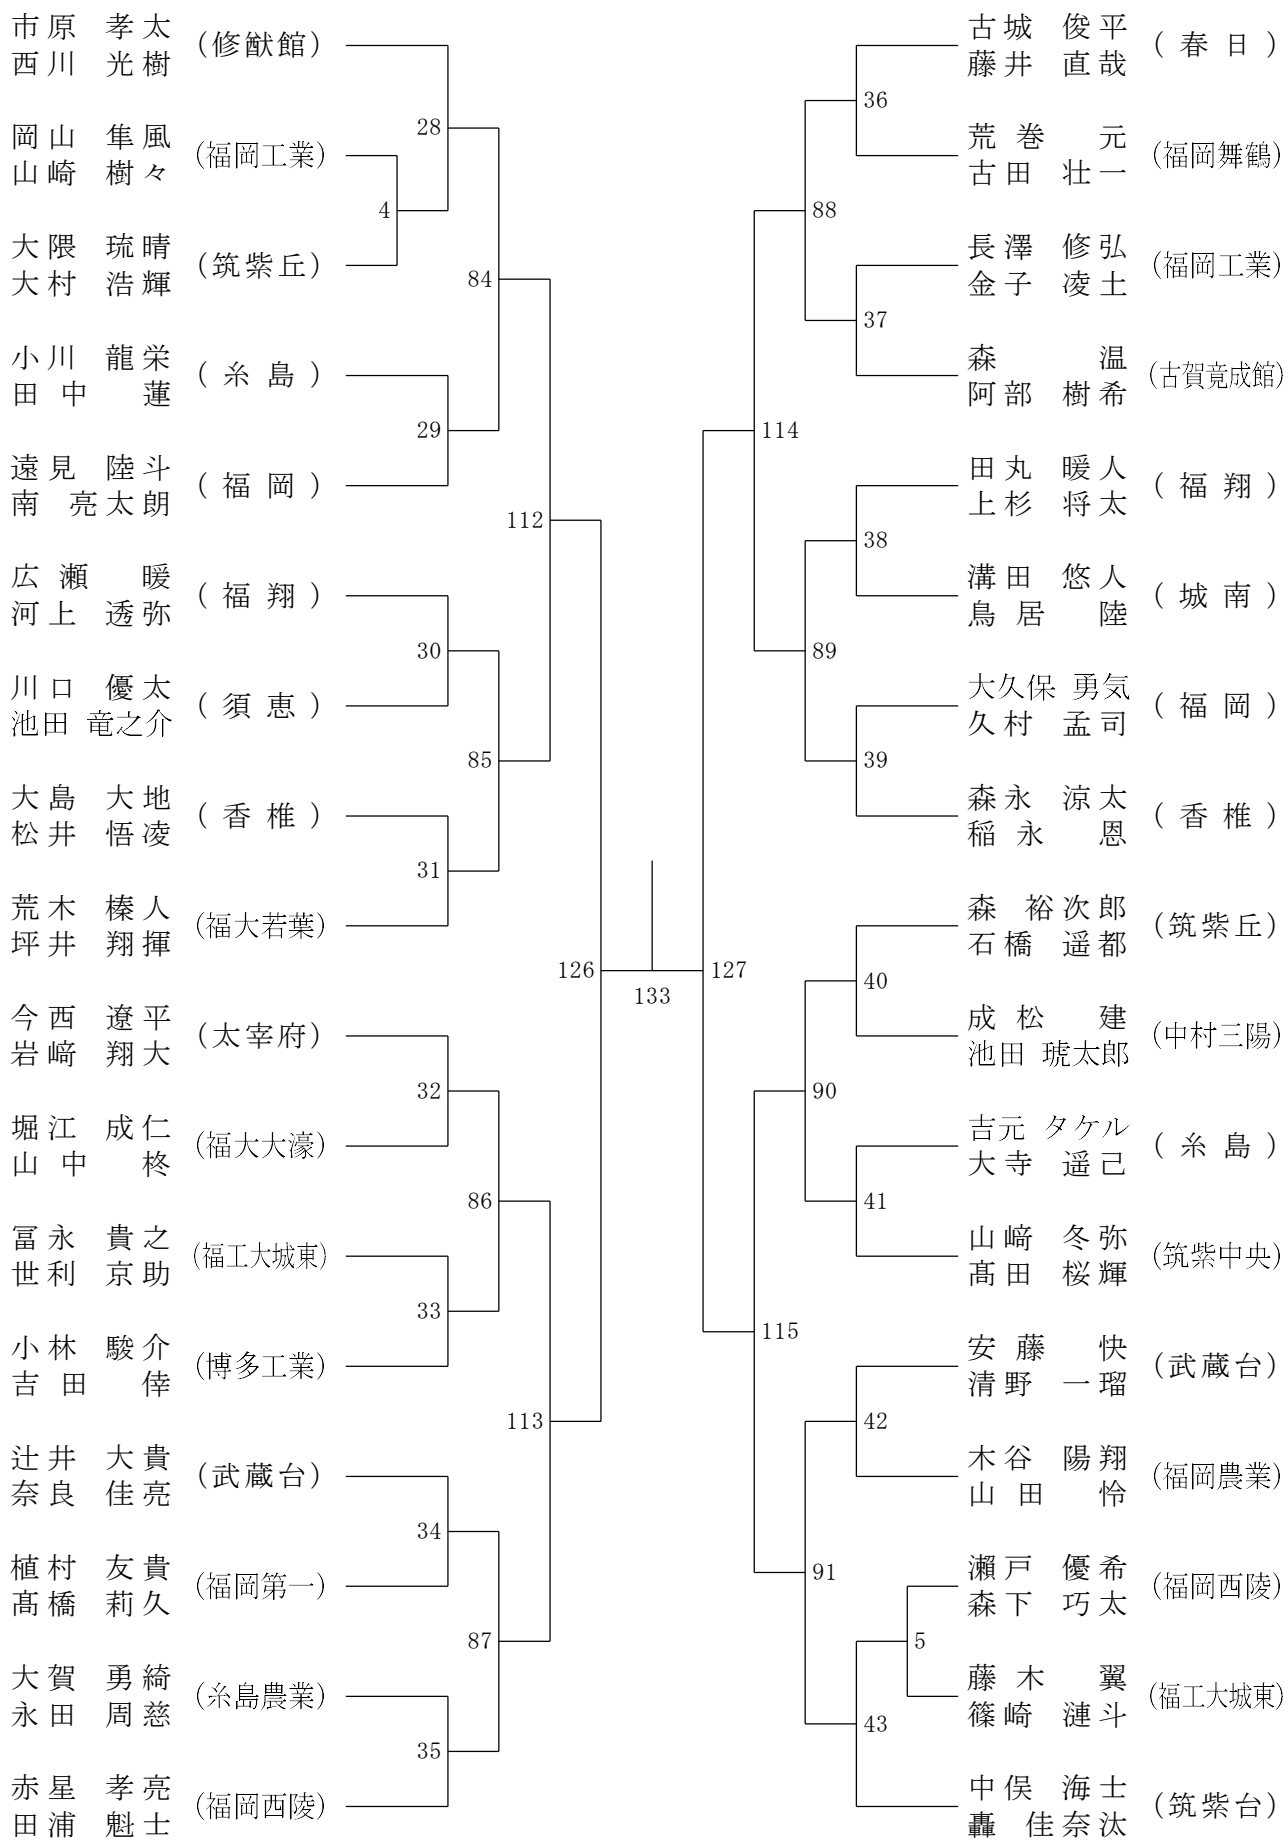 市原 孝太
西川 光樹
(修猷館)
岡山 隼風
山崎 樹々
(福岡工業)
大隈 琉晴
大村 浩輝
(筑紫丘)
小川 龍栄
田中 蓮
(糸島)
遠見 陸斗
南 亮太朗
(福岡)
広瀬 暖
河上 透弥
(福翔)
川口 優太
池田 竜之介
(須恵)
大島 大地
松井 悟凌
(香椎)
荒木 榛人
坪井 翔揮
(福大若葉)
今西 遼平
岩﨑 翔大
(太宰府)
堀江 成仁
山中 柊
(福大大濠)
冨永 貴之
世利 京助
(福工大城東)
小林 駿介
吉田 倖
(博多工業)
辻井 大貴
奈良 佳亮
(武蔵台)
植村 友貴
髙橋 莉久
(福岡第一)
大賀 勇綺
永田 周慈
(糸島農業)
赤星 孝亮
田浦 魁士
(福岡西陵)
28
4
84
29
112
30
85
31
126
32
86
33
113
34
87
35
133
古城 俊平
藤井 直哉
(春日)
荒巻 元
古田 壮一
(福岡舞鶴)
長澤 修弘
金子 凌士
(福岡工業)
森 温
阿部 樹希
(古賀竟成館)
田丸 暖人
上杉 将太
(福翔)
溝田 悠人
鳥居 陸
(城南)
大久保 勇気
久村 孟司
(福岡)
森永 涼太
稲永 恩
(香椎)
森 裕次郎
石橋 遥都
(筑紫丘)
成松 建
池田 琥太郎
(中村三陽)
吉元 タケル
大寺 遥己
(糸島)
山﨑 冬弥
髙田 桜輝
(筑紫中央)
安藤 快
清野 一瑠
(武蔵台)
木谷 陽翔
山田 怜
(福岡農業)
瀬戸 優希
森下 巧太
(福岡西陵)
藤木 翼
篠崎 漣斗
(福工大城東)
中俣 海士
轟 佳奈汰
(筑紫台)
36
88
37
114
38
89
39
127
40
90
41
115
42
91
5
43